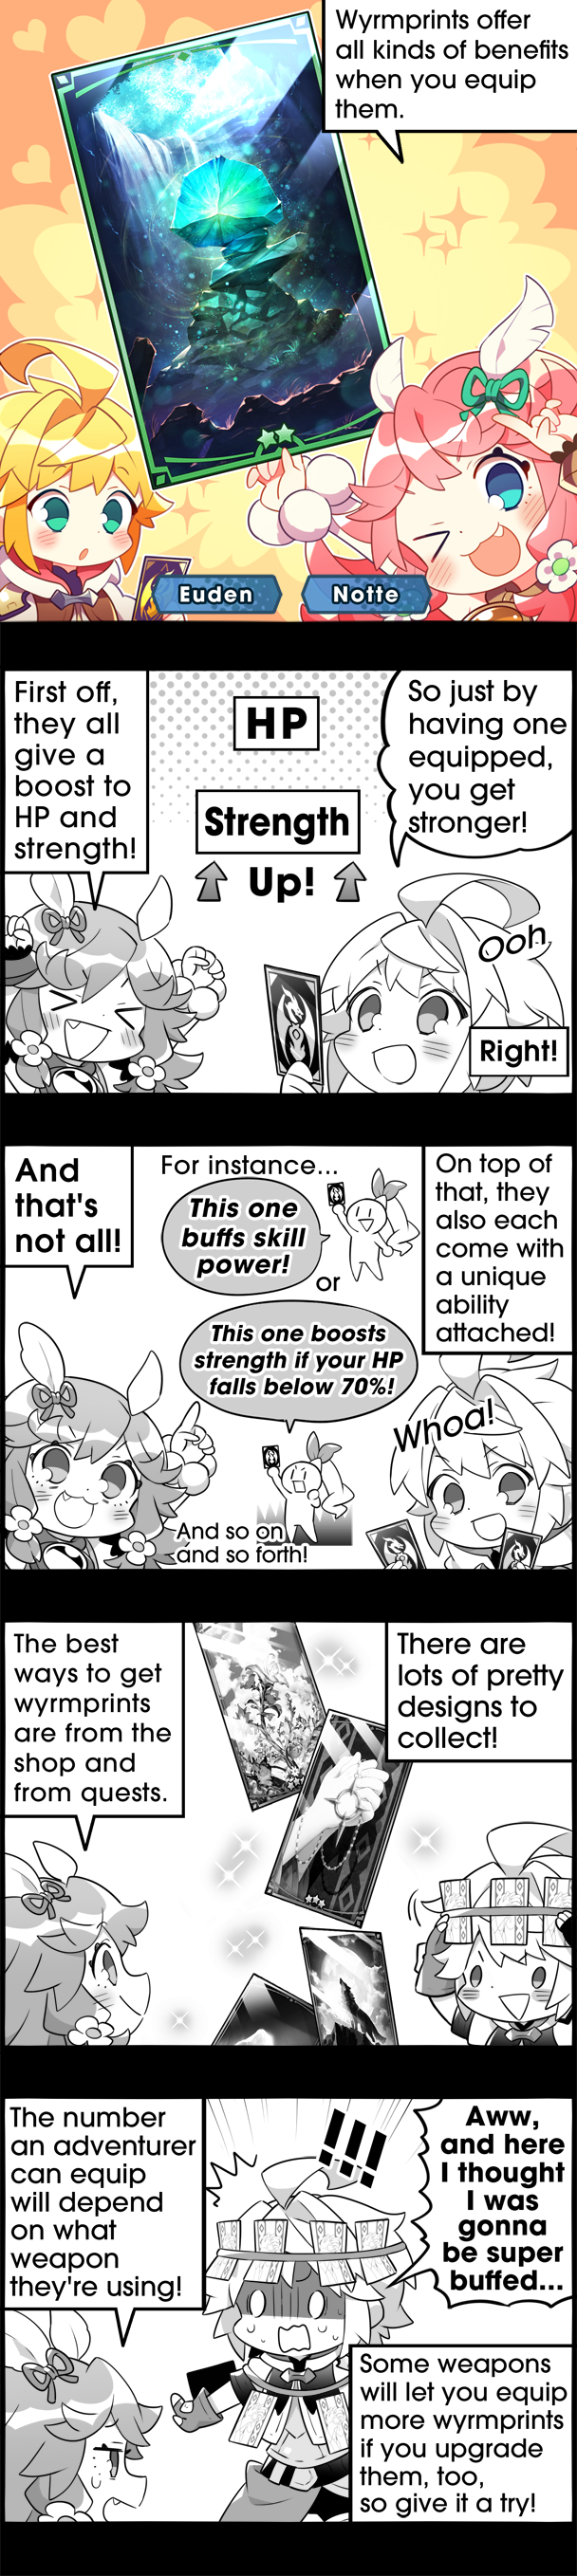 Wyrmprints offer
all kinds of benefits
when you equip
them.
Euden
Notte
First off,
they all
give a
boost to
HP and
strength!
HP
Strength
Up!
So just by
having one
equipped,
you get
stronger!
Ooh
Right!
And
that's
not all!
For instance...
This one
buffs skill
power!
or
This one boosts
strength if your HP
falls below 70%!
And so on
and so forth!
On top of
that, they
also each
come with
a unique
ability
attached!
Whoa!
The best
ways to get
wyrmprints
are from the
shop and
from quests.
There are
lots of pretty
designs to
collect!
The number
an adventurer
can equip
will depend
on what
weapon
they're using!
!!!
Aww,
and here
I thought
I was
gonna
be super
buffed...
Some weapons
will let you equip
more wyrmprints
if you upgrade
them, too,
so give it a try!